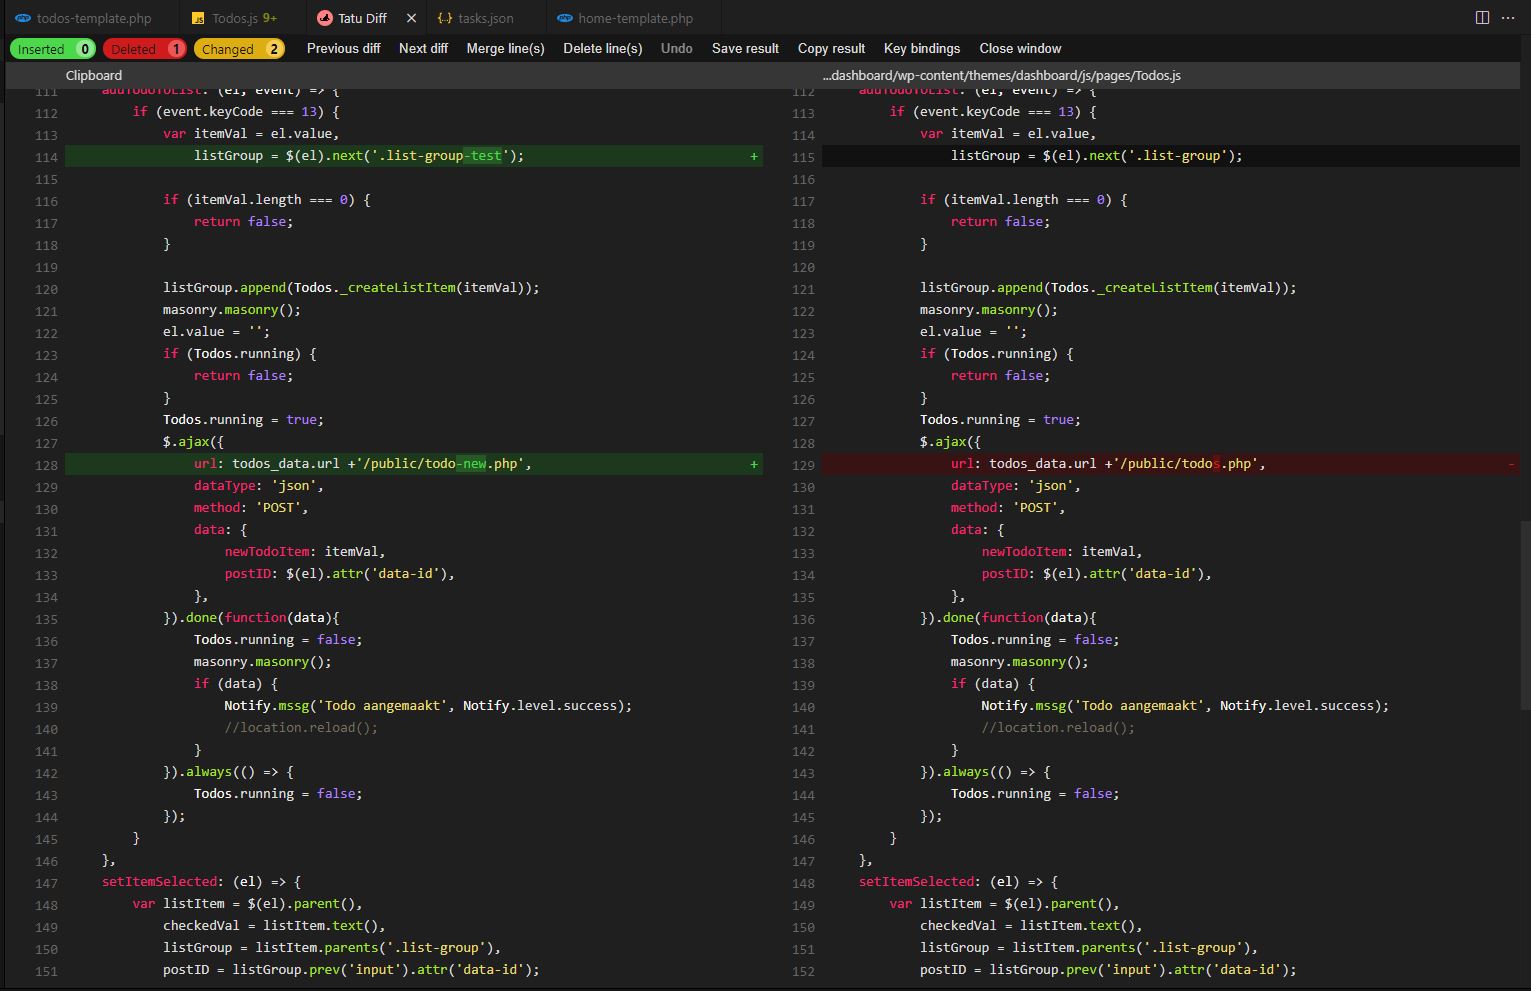 todos-template.php
Todos.js 9+
Tatu Diff
tasks.json
home-template.php
Inserted 0 Deleted 1 Changed 2 Previous diff Next diff Merge line(s) Delete line(s) Undo Save result Copy result Key bindings Close window
Clipboard
111 addTodoToList: (el, event) => {
112 if (event.keyCode === 13) {
113 var itemVal = el.value,
114 listGroup = $(el).next('.list-group-test'); +
115
116 if (itemVal.length === 0) {
117 return false;
118 }
119
120 listGroup.append(Todos._createListItem(itemVal));
121 masonry.masonry();
122 el.value = '';
123 if (Todos.running) {
124 return false;
125 }
126 Todos.running = true;
127 $.ajax({
128 url: todos_data.url +'/public/todo-new.php', +
129 dataType: 'json',
130 method: 'POST',
131 data: {
132 newTodoItem: itemVal,
133 postID: $(el).attr('data-id'),
134 },
135 }).done(function(data){
136 Todos.running = false;
137 masonry.masonry();
138 if (data) {
139 Notify.mssg('Todo aangemaakt', Notify.level.success);
140 //location.reload();
141 }
142 }).always(() => {
143 Todos.running = false;
144 });
145 }
146 },
147 setItemSelected: (el) => {
148 var listItem = $(el).parent(),
149 checkedVal = listItem.text(),
150 listGroup = listItem.parents('.list-group'),
151 postID = listGroup.prev('input').attr('data-id');
...dashboard/wp-content/themes/dashboard/js/pages/Todos.js
112 addTodoToList: (el, event) => {
113 if (event.keyCode === 13) {
114 var itemVal = el.value,
115 listGroup = $(el).next('.list-group');
116
117 if (itemVal.length === 0) {
118 return false;
119 }
120
121 listGroup.append(Todos._createListItem(itemVal));
122 masonry.masonry();
123 el.value = '';
124 if (Todos.running) {
125 return false;
126 }
127 Todos.running = true;
128 $.ajax({
129 url: todos_data.url +'/public/todos.php', -
130 dataType: 'json',
131 method: 'POST',
132 data: {
133 newTodoItem: itemVal,
134 postID: $(el).attr('data-id'),
135 },
136 }).done(function(data){
137 Todos.running = false;
138 masonry.masonry();
139 if (data) {
140 Notify.mssg('Todo aangemaakt', Notify.level.success);
141 //location.reload();
142 }
143 }).always(() => {
144 Todos.running = false;
145 });
146 }
147 },
148 setItemSelected: (el) => {
149 var listItem = $(el).parent(),
150 checkedVal = listItem.text(),
151 listGroup = listItem.parents('.list-group'),
152 postID = listGroup.prev('input').attr('data-id');